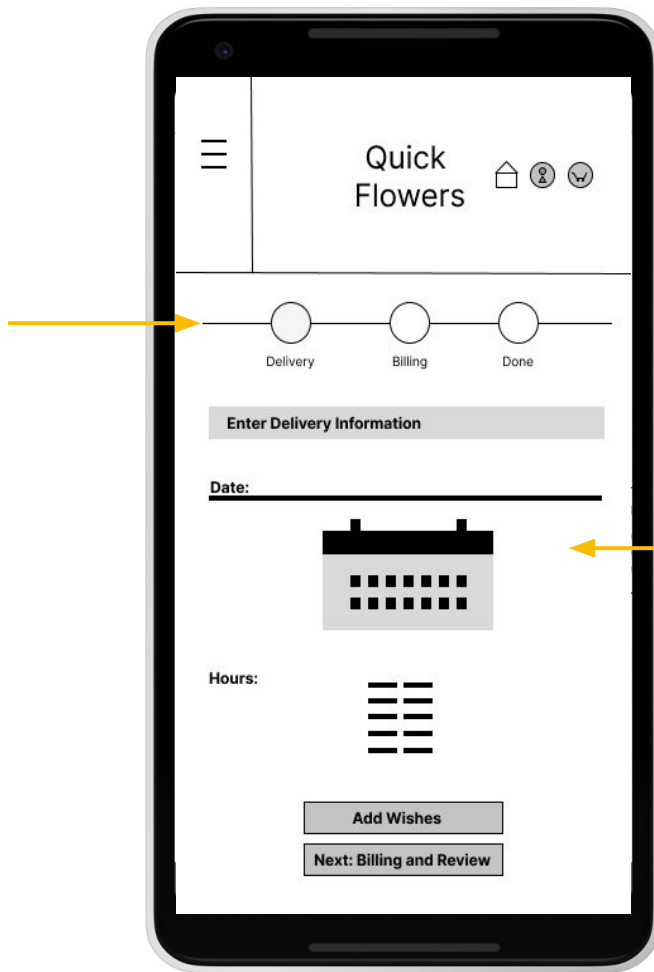 Quick
Flowers
Delivery Billing Done
Enter Delivery Information
Date:
Hours:
Add Wishes
Next: Billing and Review